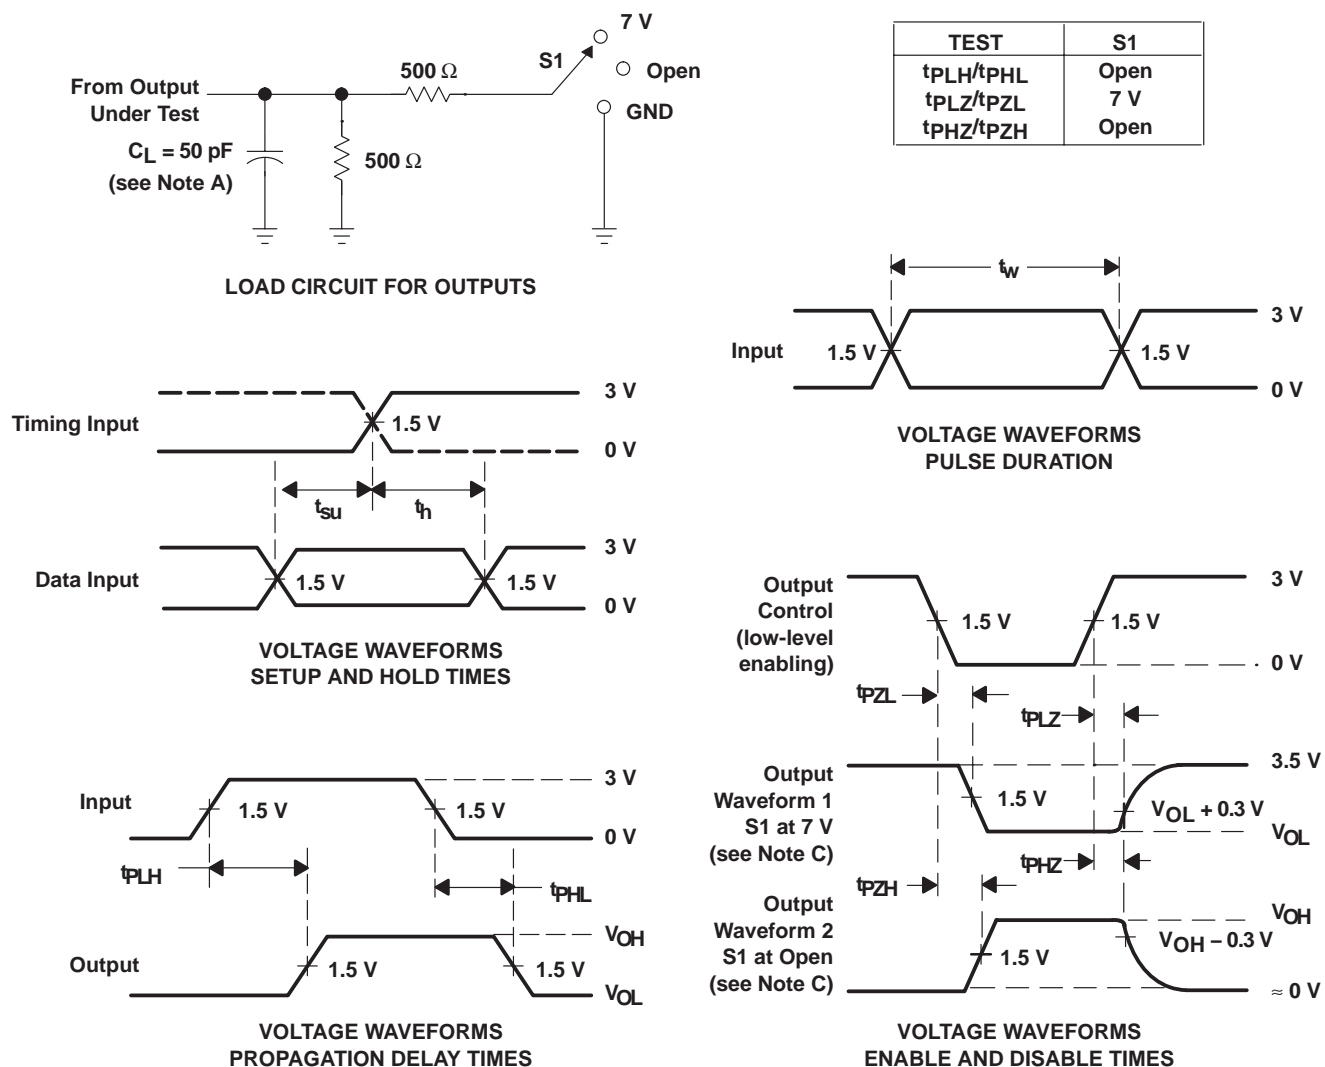 7 V
S1
Open
GND
500 Ω
From Output
Under Test
CL = 50 pF
(see Note A)
500 Ω
LOAD CIRCUIT FOR OUTPUTS
TEST S1
tPLH/tPHL Open
tPLZ/tPZL 7 V
tPHZ/tPZH Open
tw
3 V
Input 1.5 V 1.5 V
0 V
VOLTAGE WAVEFORMS
PULSE DURATION
3 V
Timing Input 1.5 V
0 V
tsu th
3 V
Data Input 1.5 V 1.5 V
0 V
VOLTAGE WAVEFORMS
SETUP AND HOLD TIMES
3 V
Input 1.5 V 1.5 V
0 V
tPLH
tPHL
VOH
Output 1.5 V 1.5 V
VOL
VOLTAGE WAVEFORMS
PROPAGATION DELAY TIMES
Output
Control
(low-level
enabling)
3 V
1.5 V 1.5 V
0 V
tPZL
tPLZ
Output
Waveform 1
S1 at 7 V
(see Note C)
3.5 V
1.5 V
VOL + 0.3 V
VOL
tPHZ
tPZH
Output
Waveform 2
S1 at Open
(see Note C)
VOH
VOH – 0.3 V
1.5 V
≈ 0 V
VOLTAGE WAVEFORMS
ENABLE AND DISABLE TIMES